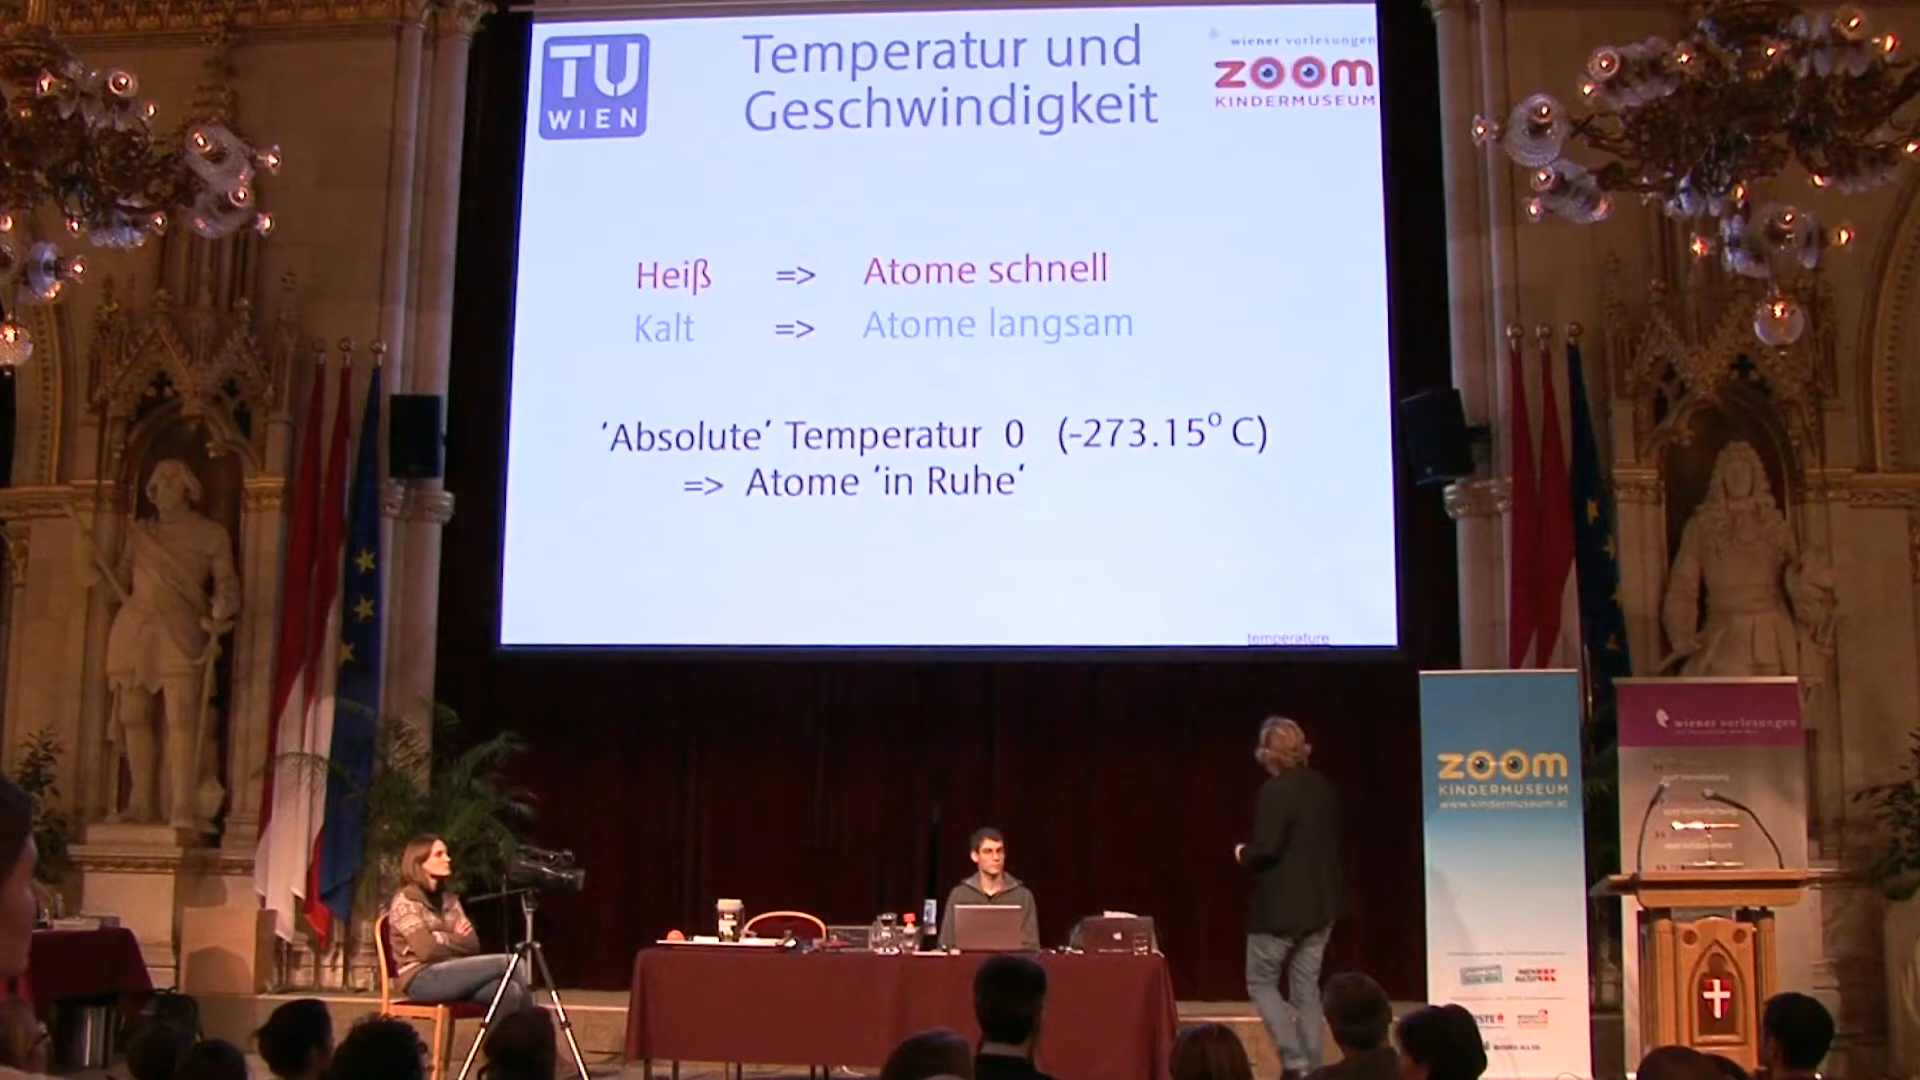 TU
WIEN
Temperatur und
Geschwindigkeit
wiener vorlesungen
zoom
KINDERMUSEUM
Heiß => Atome schnell
Kalt => Atome langsam
'Absolute' Temperatur 0 (-273.15° C)
=> Atome 'in Ruhe'
temperature
zoom
KINDERMUSEUM
www.kindermuseum.at
wiener vorlesungen